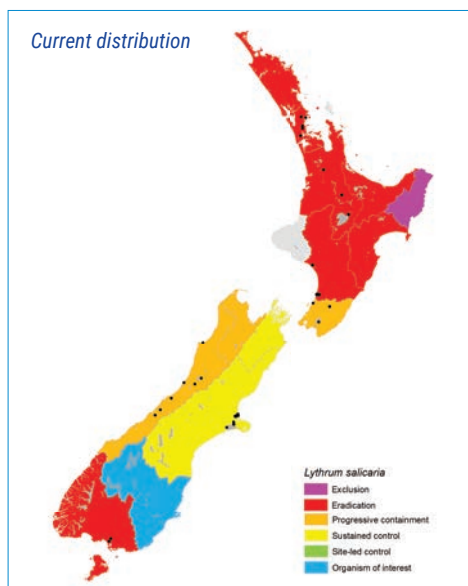 Current distribution
Lythrum salicaria
Exclusion
Eradication
Progressive containment
Sustained control
Site-led control
Organism of interest